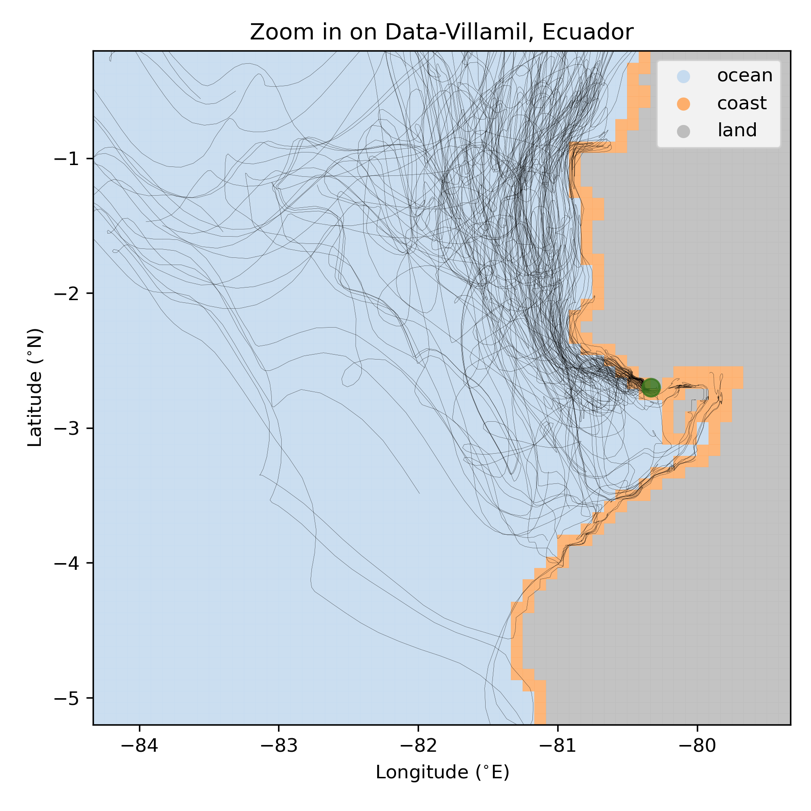 Zoom in on Data-Villamil, Ecuador
ocean
coast
land
−1
−2
−3
−4
−5
Latitude (°N)
−84
−83
−82
−81
−80
Longitude (°E)